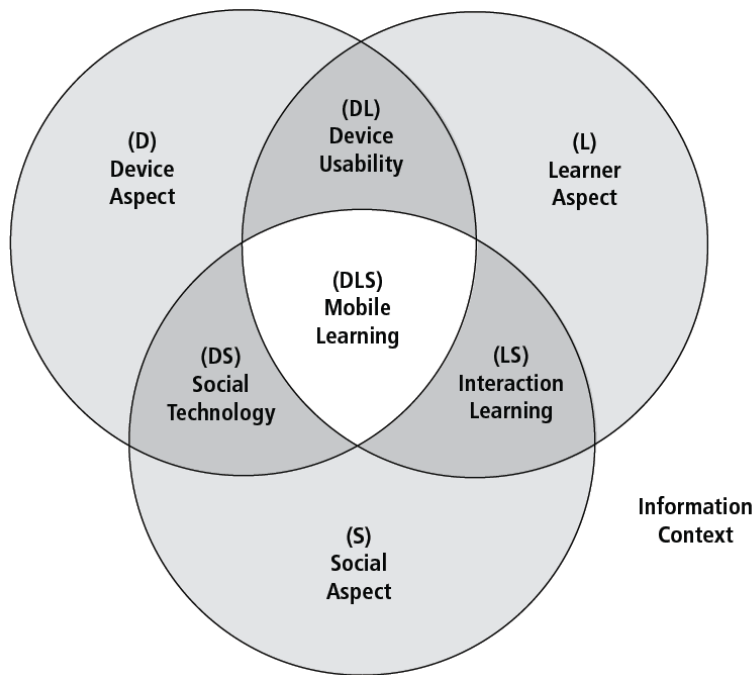 (DL)
Device
Usability
(D)
Device
Aspect
(L)
Learner
Aspect
(DLS)
Mobile
Learning
(DS)
Social
Technology
(LS)
Interaction
Learning
Information
Context
(S)
Social
Aspect